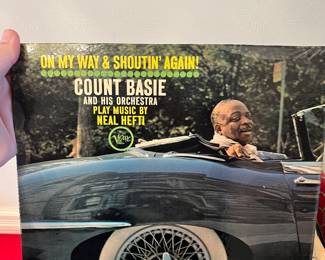 ON MY WAY & SHOUTIN' AGAIN!
COUNT BASIE
AND HIS ORCHESTRA
PLAY MUSIC BY
NEAL HEFTI
Verve